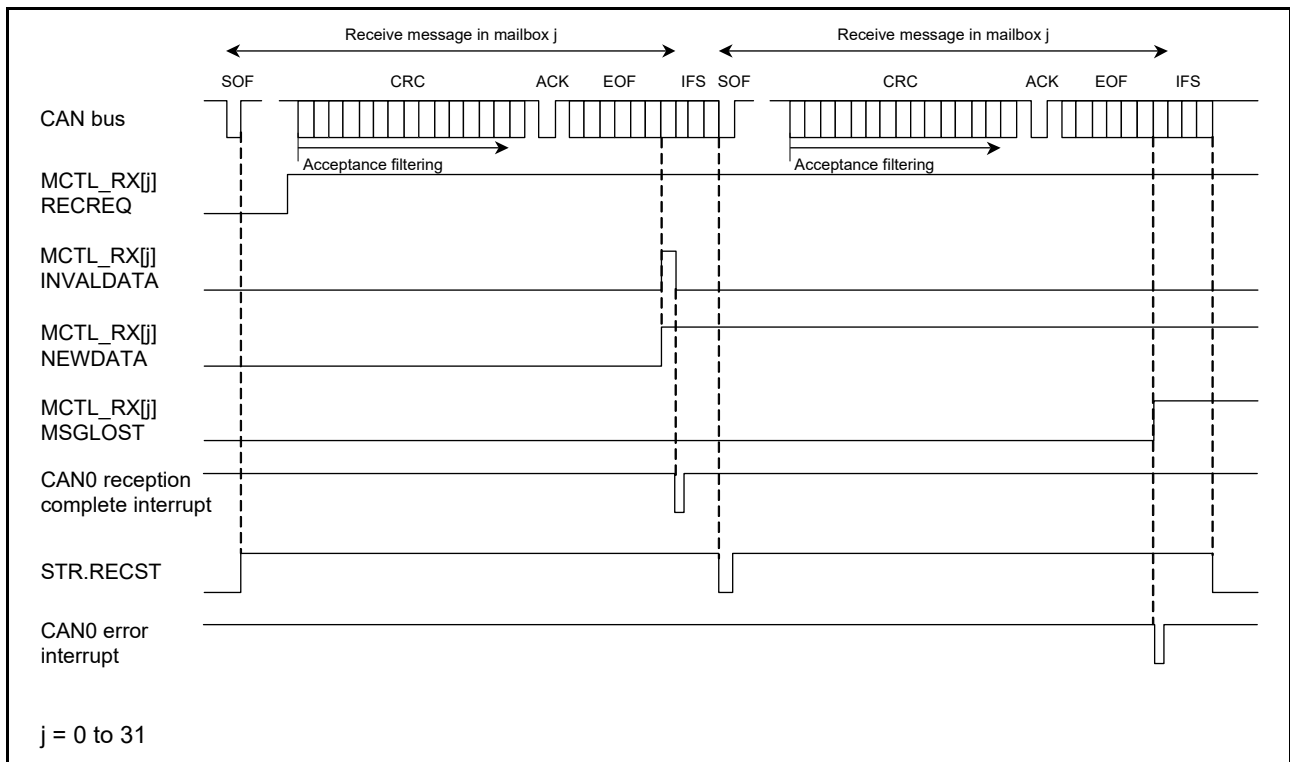 Receive message in mailbox j Receive message in mailbox j
SOF CRC ACK EOF IFS SOF CRC ACK EOF IFS
CAN bus
Acceptance filtering Acceptance filtering
MCTL_RX[j]
RECREQ
MCTL_RX[j]
INVALDATA
MCTL_RX[j]
NEWDATA
MCTL_RX[j]
MSGLOST
CAN0 reception
complete interrupt
STR.RECST
CAN0 error
interrupt
j = 0 to 31